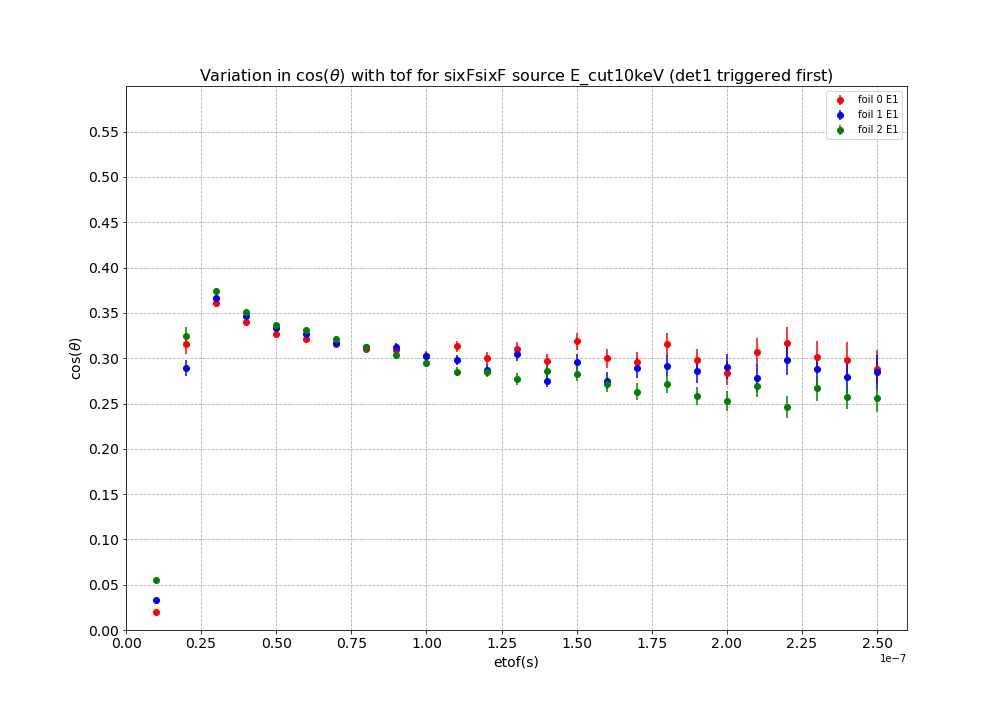 Variation in cos(θ) with tof for sixFsixF source E_cut10keV (det1 triggered first)
foil 0 E1
foil 1 E1
foil 2 E1
cos(θ)
0.55
0.50
0.45
0.40
0.35
0.30
0.25
0.20
0.15
0.10
0.05
0.00
0.00 0.25 0.50 0.75 1.00 1.25 1.50 1.75 2.00 2.25 2.50
1e−7
etof(s)